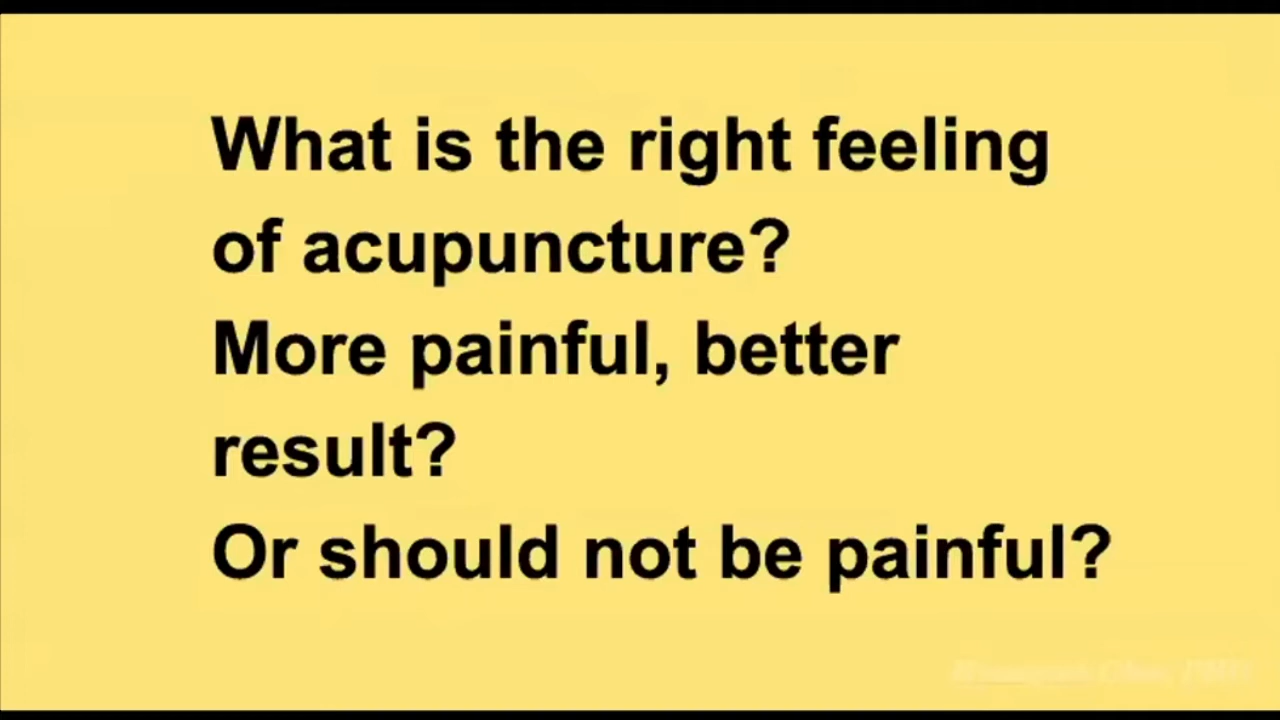 What is the right feeling
of acupuncture?
More painful, better
result?
Or should not be painful?